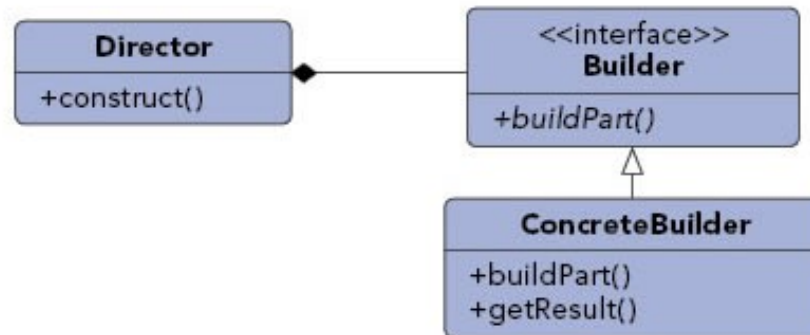 Director
+construct()
<<interface>>
Builder
+buildPart()
ConcreteBuilder
+buildPart()
+getResult()